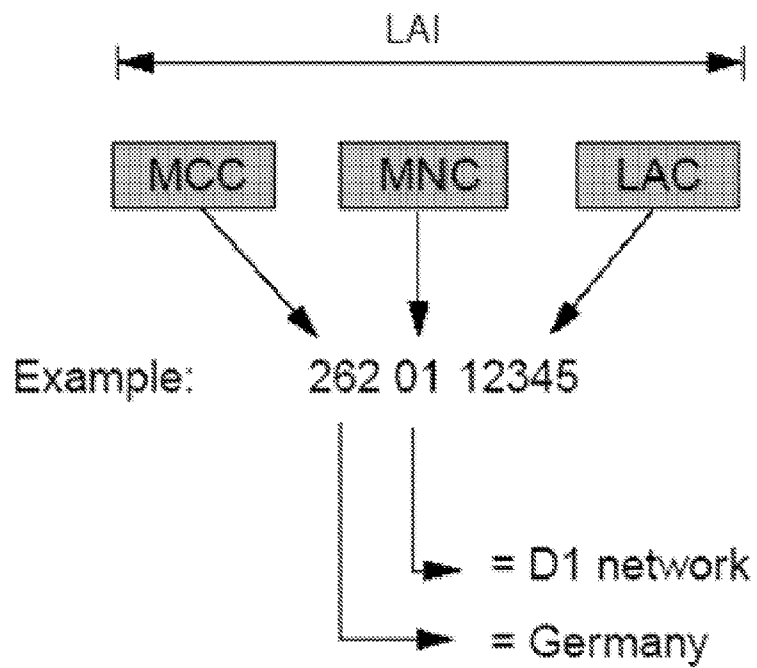 LAI
MCC MNC LAC
Example: 262 01 12345
= D1 network
= Germany